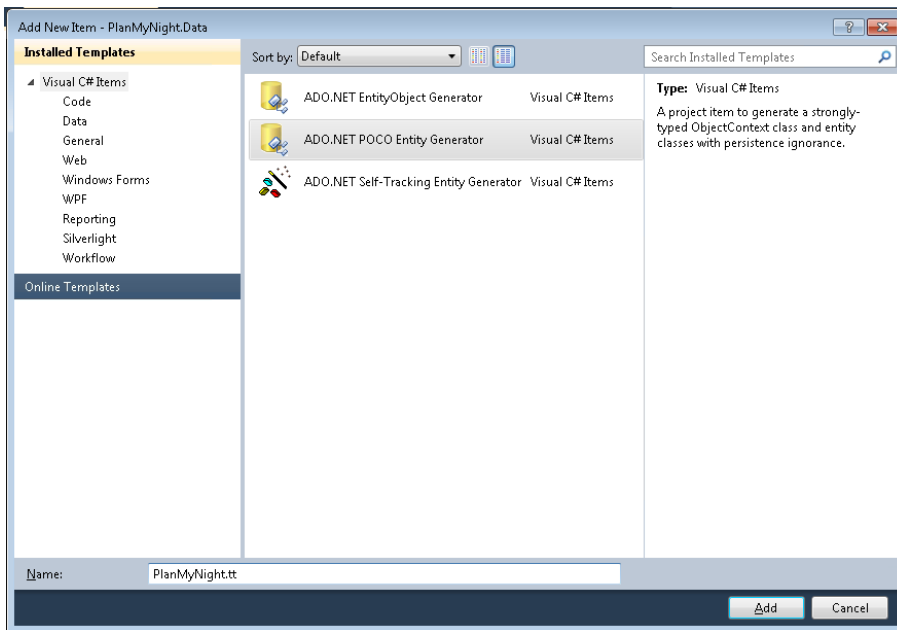 Add New Item - PlanMyNight.Data
Installed Templates
Visual C# Items
Code
Data
General
Web
Windows Forms
WPF
Reporting
Silverlight
Workflow
Online Templates
Sort by: Default
ADO.NET EntityObject Generator Visual C# Items
ADO.NET POCO Entity Generator Visual C# Items
ADO.NET Self-Tracking Entity Generator Visual C# Items
Search Installed Templates
Type: Visual C# Items
A project item to generate a strongly-
typed ObjectContext class and entity
classes with persistence ignorance.
Name: PlanMyNight.tt
Add Cancel